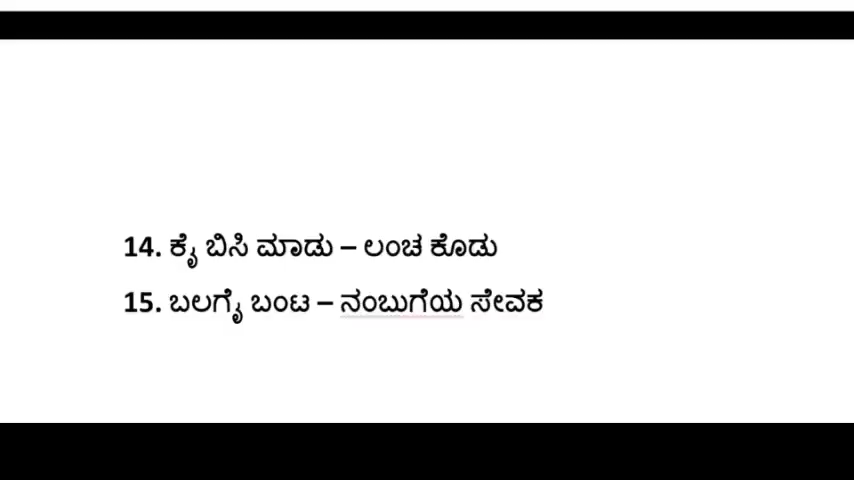 14. ಕೈ ಬಿಸಿ ಮಾಡು – ಲಂಚ ಕೊಡು
15. ಬಲಗೈ ಬಂಟ – ನಂಬುಗೆಯ ಸೇವಕ